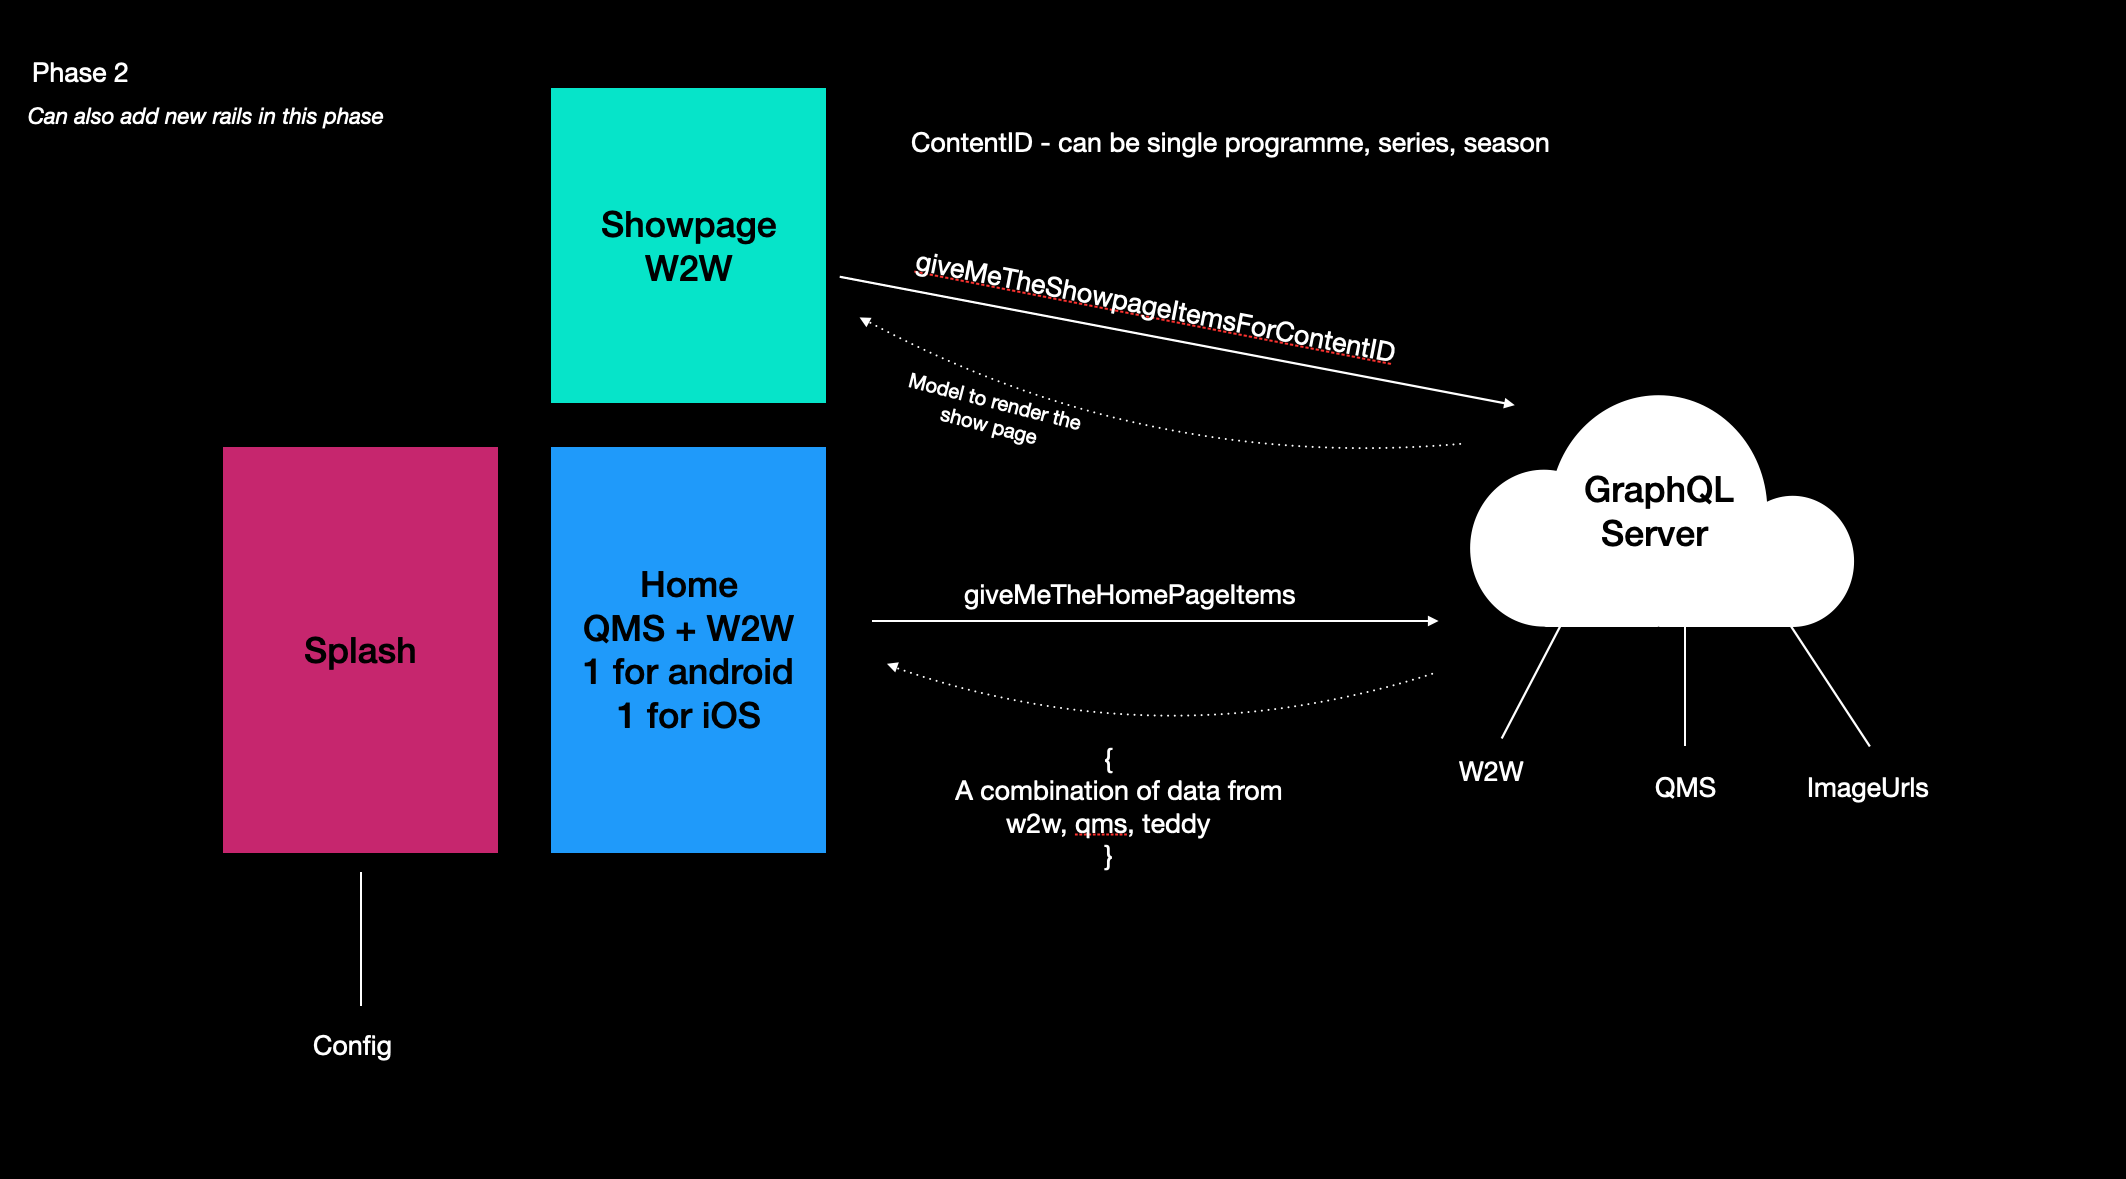 Phase 2
Can also add new rails in this phase
ContentID - can be single programme, series, season
Showpage
W2W
giveMeTheShowpageItemsForContentID
Model to render the
show page
GraphQL
Server
Splash
Home
QMS + W2W
1 for android
1 for iOS
giveMeTheHomePageItems
{
A combination of data from
w2w, qms, teddy
}
W2W
QMS
ImageUrls
Config